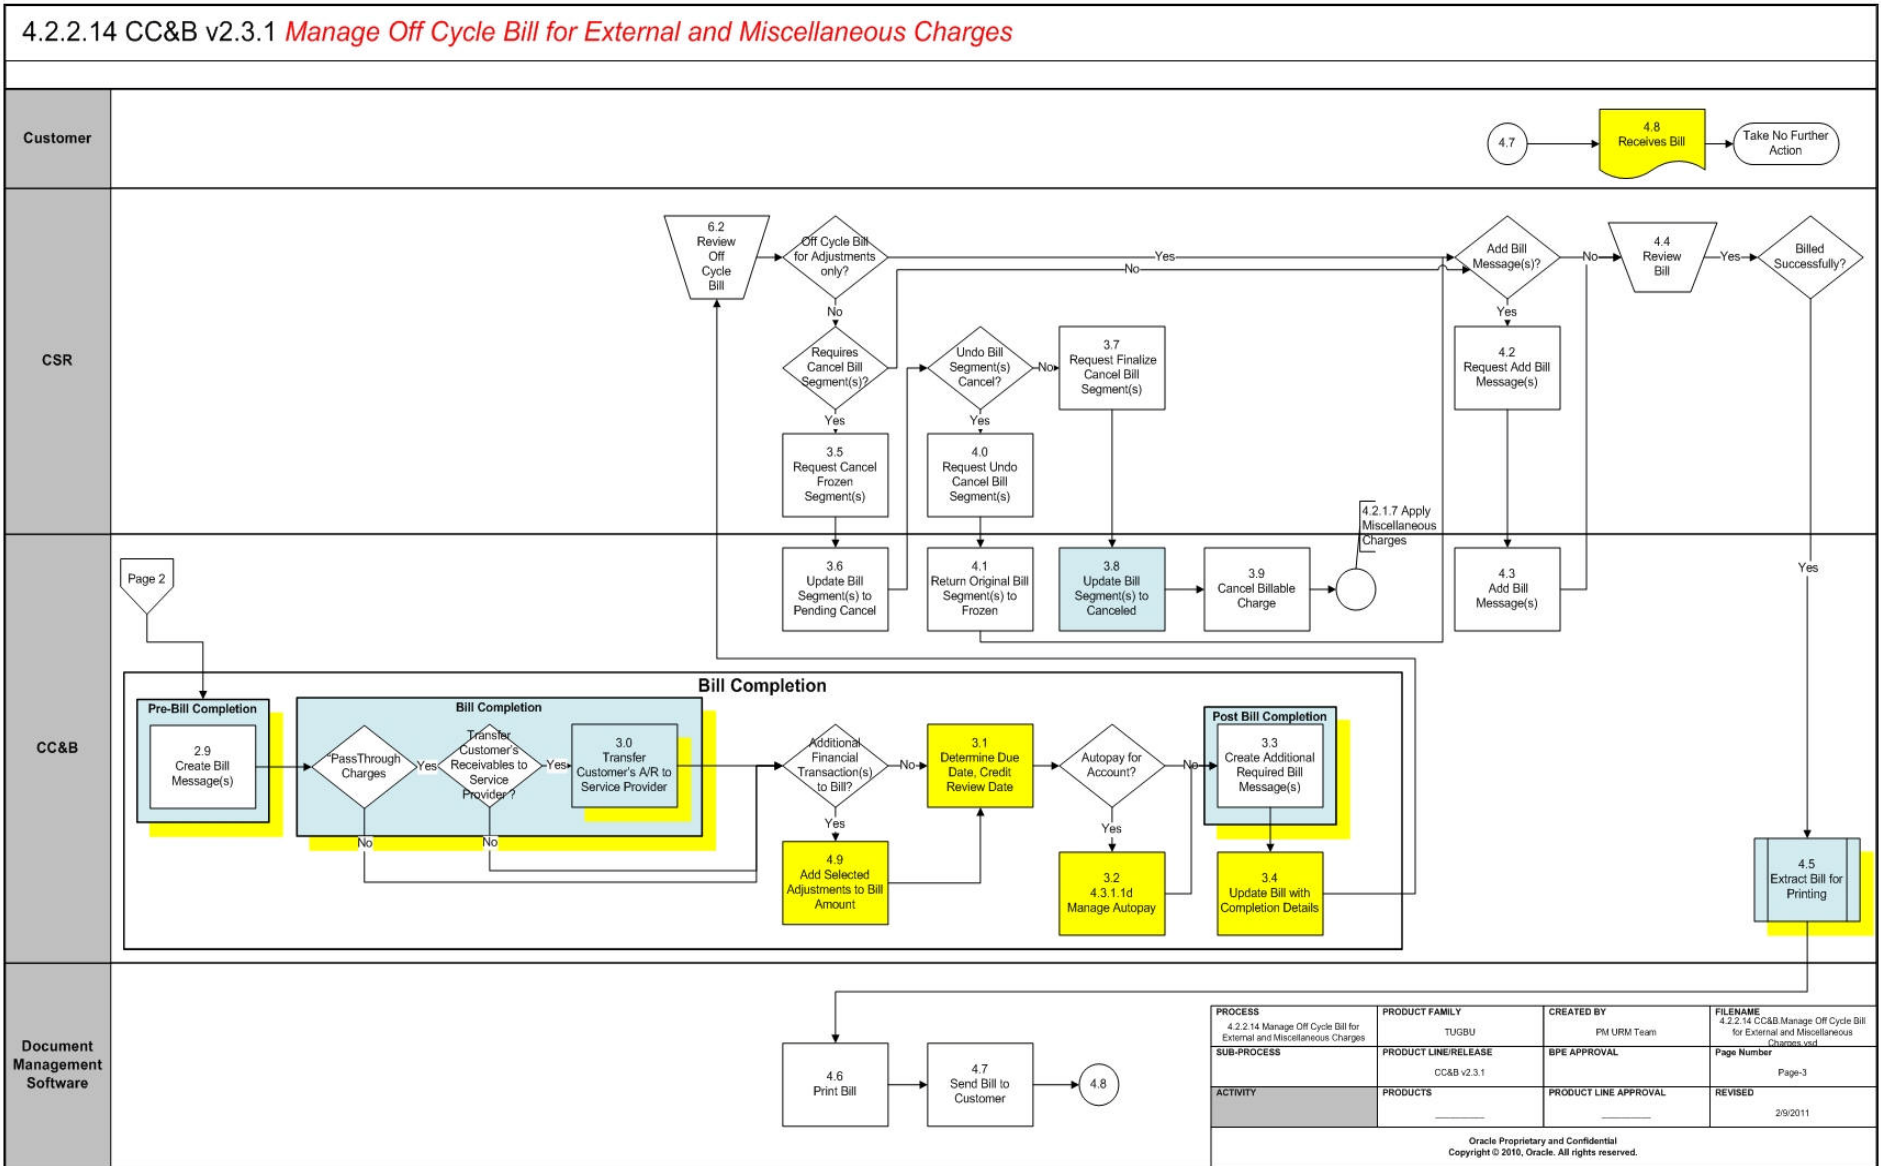 4.2.2.14 CC&B v2.3.1 Manage Off Cycle Bill for External and Miscellaneous Charges
Customer
4.7
4.8
Receives Bill
Take No Further
Action
CSR
6.2
Review
Off
Cycle
Bill
Off Cycle Bill
for Adjustments
only?
Yes
No
No
Add Bill
Message(s)?
No
4.4
Review
Bill
Yes
Billed
Successfully?
Requires
Cancel Bill
Segment(s)?
Yes
Undo Bill
Segment(s)
Cancel?
No
Yes
3.7
Request Finalize
Cancel Bill
Segment(s)
Yes
4.2
Request Add Bill
Message(s)
3.5
Request Cancel
Frozen
Segment(s)
4.0
Request Undo
Cancel Bill
Segment(s)
4.2.1.7 Apply
Miscellaneous
Charges
CC&B
Page 2
3.6
Update Bill
Segment(s) to
Pending Cancel
4.1
Return Original Bill
Segment(s) to
Frozen
3.8
Update Bill
Segment(s) to
Canceled
3.9
Cancel Billable
Charge
4.3
Add Bill
Message(s)
Yes
Bill Completion
Pre-Bill Completion
2.9
Create Bill
Message(s)
Bill Completion
"PassThrough
Charges
Yes
No
Transfer
Customer's
Receivables to
Service
Provider ?
Yes
No
3.0
Transfer
Customer's A/R to
Service Provider
Additional
Financial
Transaction(s)
to Bill?
No
Yes
3.1
Determine Due
Date, Credit
Review Date
Autopay for
Account?
No
Yes
Post Bill Completion
3.3
Create Additional
Required Bill
Message(s)
4.9
Add Selected
Adjustments to Bill
Amount
3.2
4.3.1.1d
Manage Autopay
3.4
Update Bill with
Completion Details
4.5
Extract Bill for
Printing
Document
Management
Software
4.6
Print Bill
4.7
Send Bill to
Customer
4.8
PROCESS
4.2.2.14 Manage Off Cycle Bill for
External and Miscellaneous Charges
PRODUCT FAMILY
TUGBU
CREATED BY
PM URM Team
FILENAME
4.2.2.14 CC&B.Manage Off Cycle Bill
for External and Miscellaneous
Charges.vsd
SUB-PROCESS
PRODUCT LINE/RELEASE
CC&B v2.3.1
BPE APPROVAL
Page Number
Page-3
ACTIVITY
PRODUCTS
PRODUCT LINE APPROVAL
REVISED
2/9/2011
Oracle Proprietary and Confidential
Copyright © 2010, Oracle. All rights reserved.